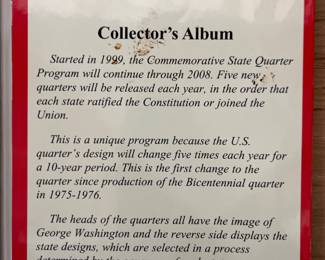 Collector's Album
Started in 1999, the Commemorative State Quarter
Program will continue through 2008. Five new
quarters will be released each year, in the order that
each state ratified the Constitution or joined the
Union.
This is a unique program because the U.S.
quarter's design will change five times each year for
a 10-year period. This is the first change to the
quarter since production of the Bicentennial quarter
in 1975-1976.
The heads of the quarters all have the image of
George Washington and the reverse side displays the
state designs, which are selected in a process